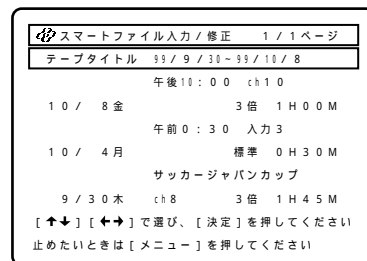 スマートファイル入力/修正 1/1ページ
テープタイトル 99/9/30~99/10/8
午後10:00 ch10
10/ 8金 3倍 1H00M
午前0:30 入力3
10/ 4月 標準 0H30M
サッカージャパンカップ
9/30木 ch8 3倍 1H45M
[↑↓][←→]で選び、[決定]を押してください
止めたいときは[メニュー]を押してください